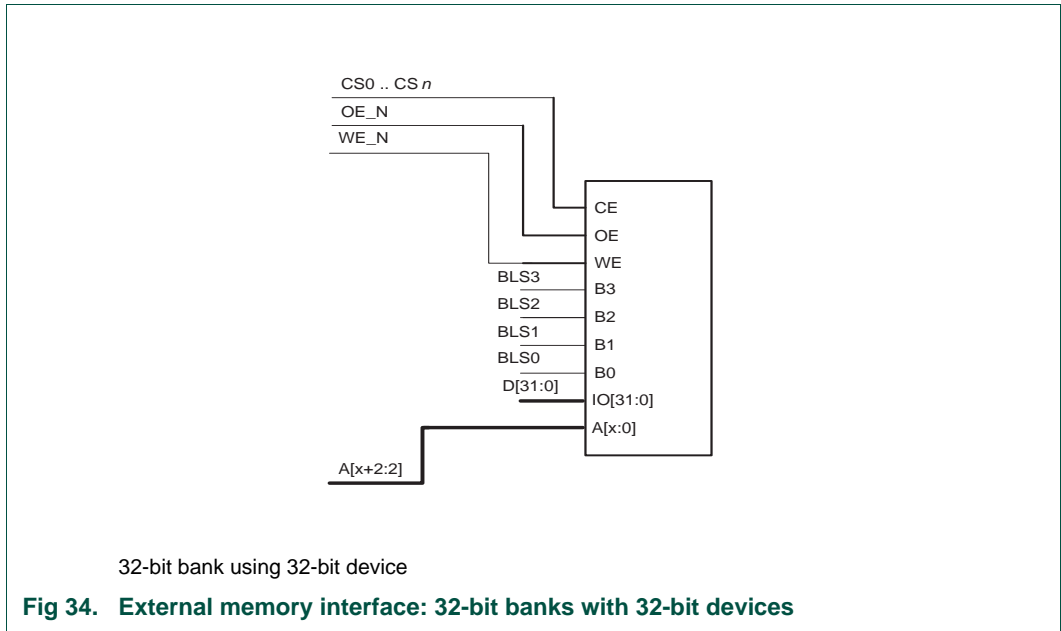 CS0 .. CS n
OE_N
WE_N
CE
OE
WE
BLS3
B3
BLS2
B2
BLS1
B1
BLS0
B0
D[31:0]
IO[31:0]
A[x:0]
A[x+2:2]
32-bit bank using 32-bit device
Fig 34. External memory interface: 32-bit banks with 32-bit devices